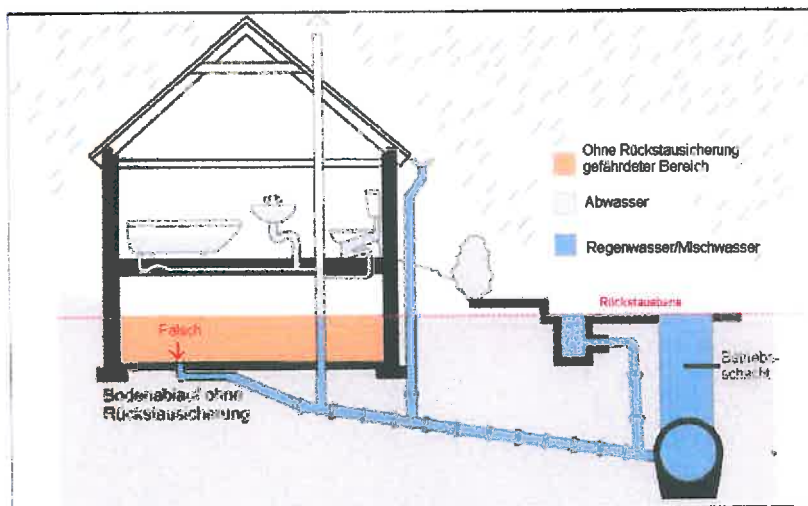 Ohne Rückstausicherung
gefährdeter Bereich
Abwasser
Regenwasser/Mischwasser
Rückstauebene
Falsch
Betriebs-
schacht
Bodenablauf ohne
Rückstausicherung